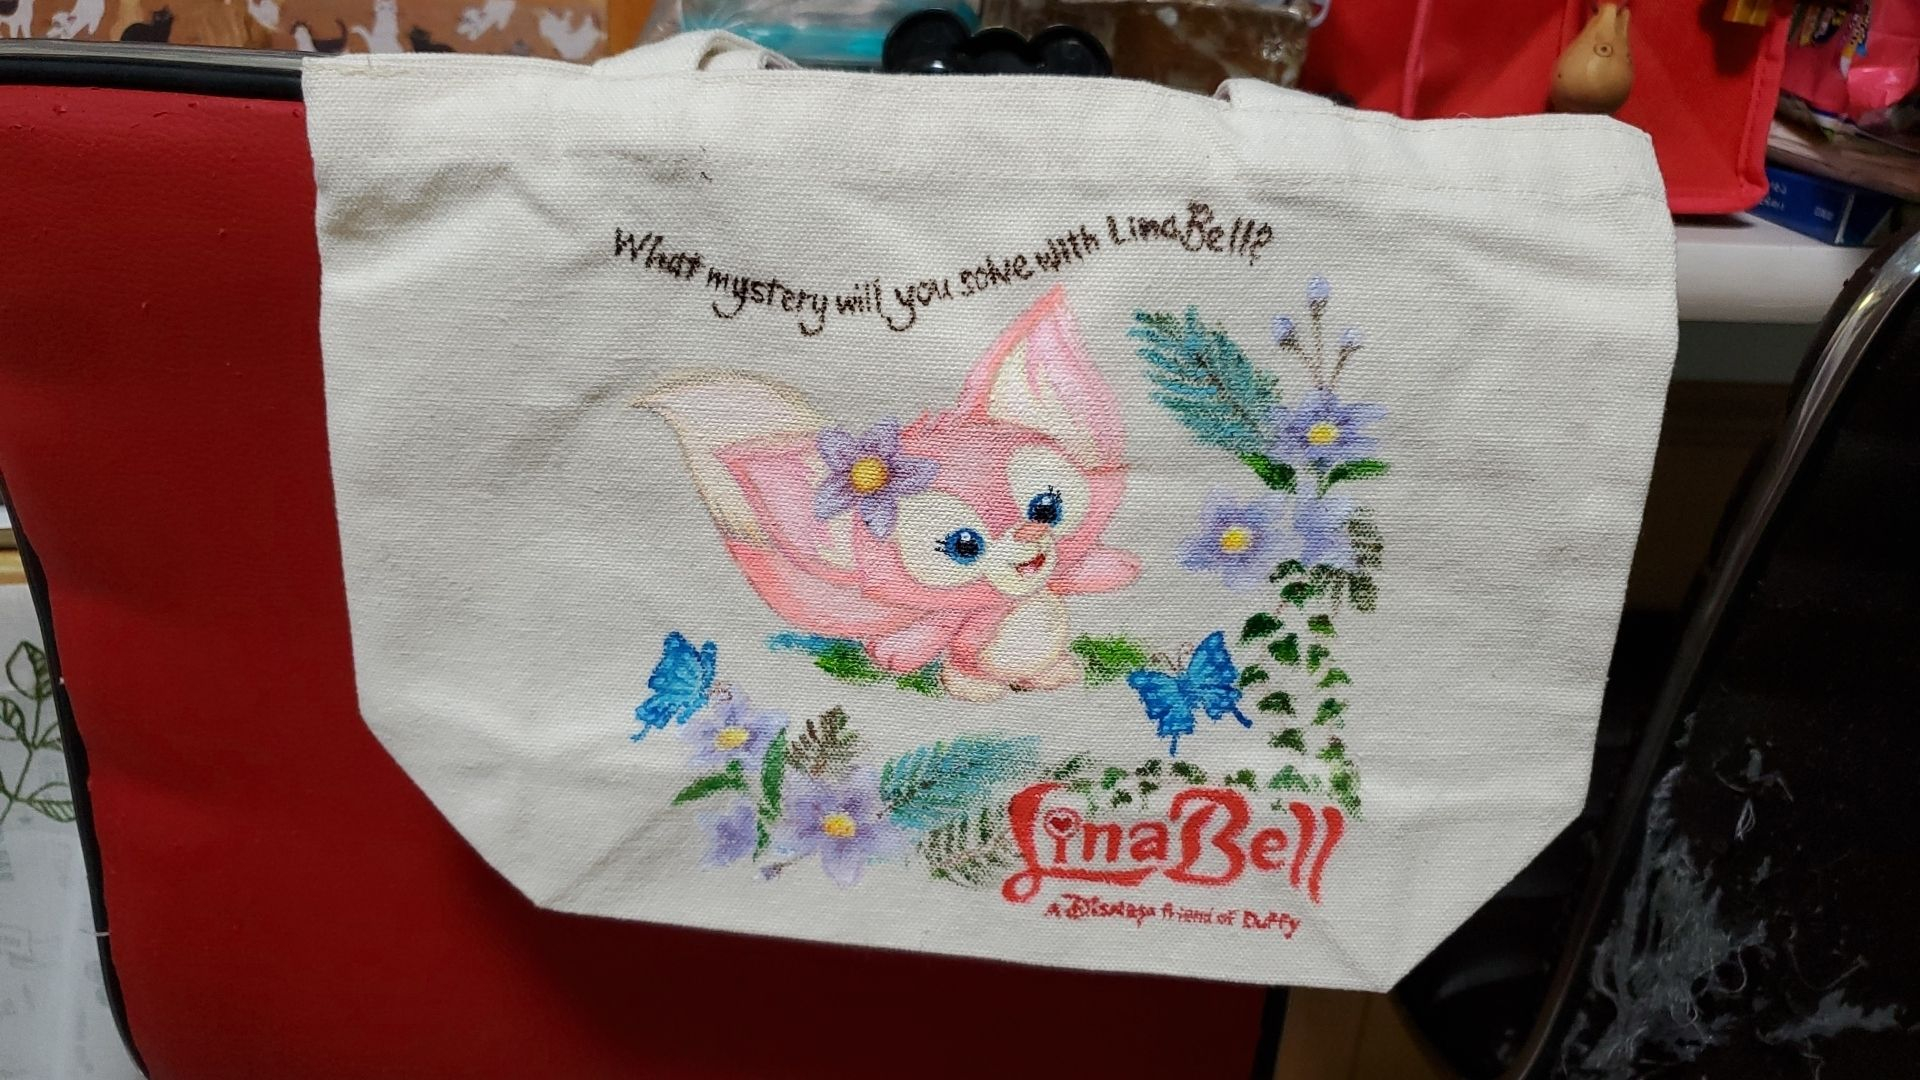 What mystery will you solve with LinaBell?
LinaBell
A Disney friend of Duffy